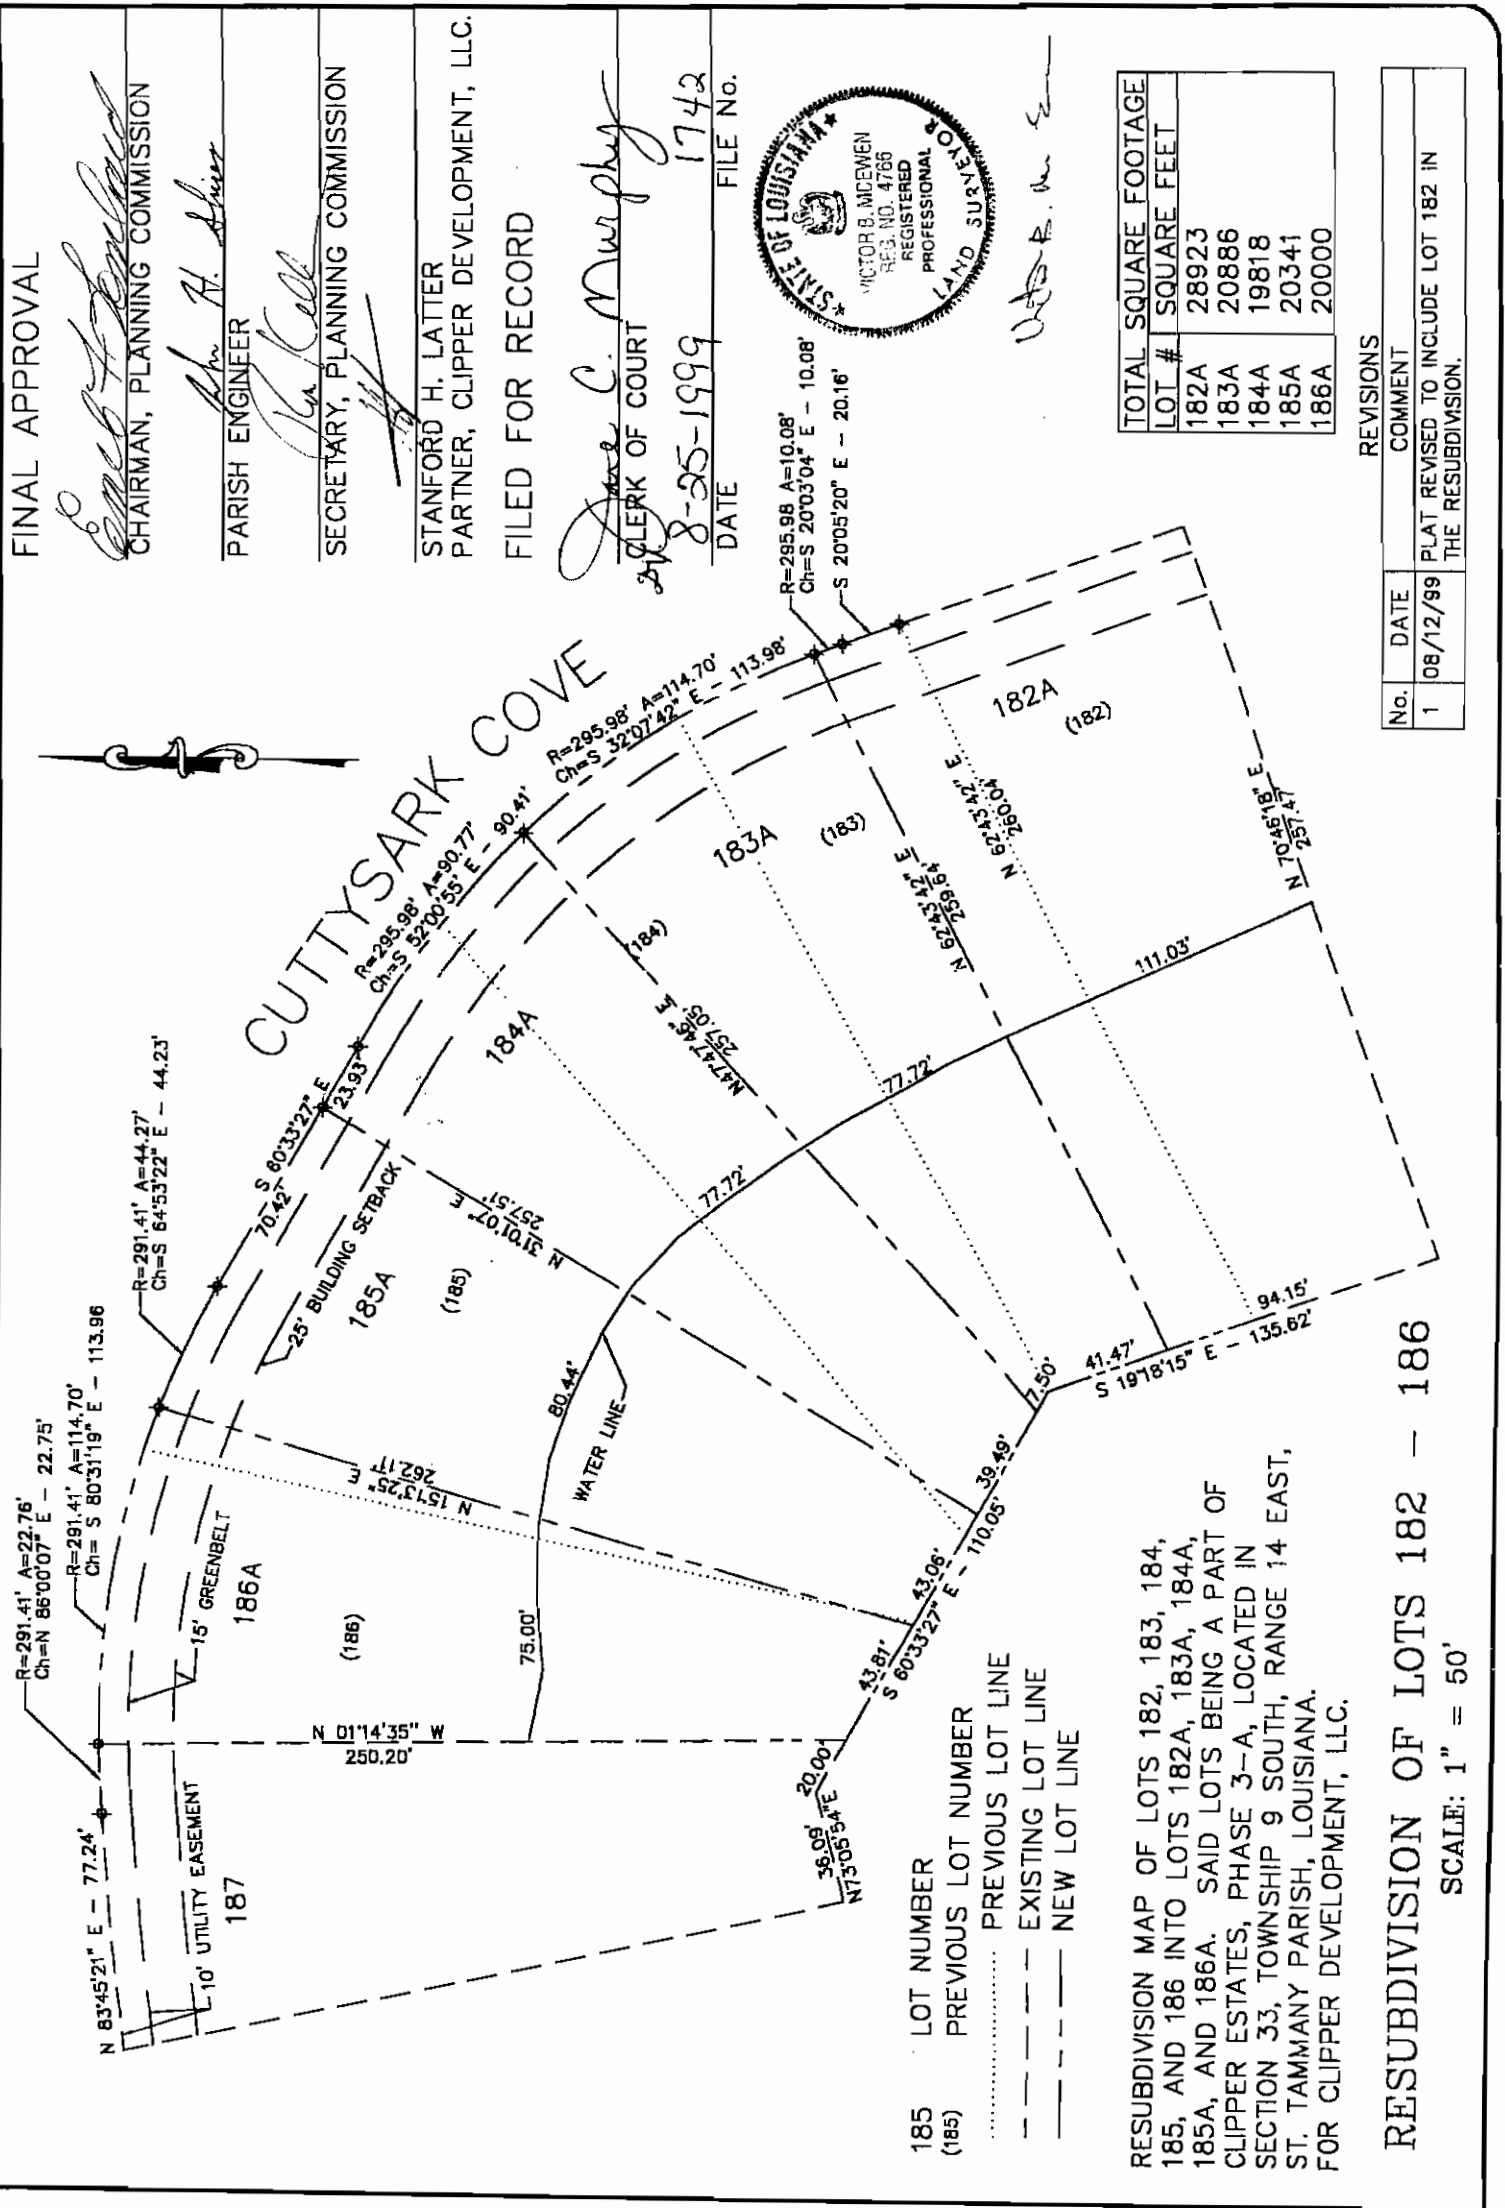 FINAL APPROVAL
CHAIRMAN, PLANNING COMMISSION
PARISH ENGINEER
SECRETARY, PLANNING COMMISSION
STANFORD H. LATTER
PARTNER, CLIPPER DEVELOPMENT, LLC.
FILED FOR RECORD
C. Murphy
CLERK OF COURT
8-25-1999 1742
DATE FILE No.
STATE OF LOUISIANA
VICTOR B. MCEWEN
REG. NO. 4766
REGISTERED
PROFESSIONAL
LAND SURVEYOR
CUTTYSARK COVE
N 83°45'21" E - 77.24'
R=291.41' A=22.76'
Ch=N 86°00'07" E - 22.75'
R=291.41' A=114.70'
Ch= S 80°31'19" E - 113.96
R=291.41' A=44.27'
Ch=S 64°53'22" E - 44.23'
S 60°33'27" E
70.42'
23.93'
R=295.98' A=90.77'
Ch=S 52°00'55" E - 90.41'
R=295.98' A=114.70'
Ch=S 32°07'42" E - 113.98'
R=295.98 A=10.08'
Ch=S 20°03'04" E - 10.08'
S 20°05'20" E - 20.16'
10' UTILITY EASEMENT
187
15' GREENBELT
186A
(186)
25' BUILDING SETBACK
185A
(185)
184A
(184)
183A
(183)
182A
(182)
N 01°14'35" W
250.20'
N 15°13'25" E
262.11'
N 31°01'07" E
257.51'
N47°47'46" E
257.05'
N 62°43'42" E
259.64'
N 62°43'42" E
260.04'
N 70°46'18" E
257.47
75.00'
80.44'
WATER LINE
77.72'
77.72'
111.03'
36.09'
N73°05'54"E
20.00'
43.81'
43.06'
S 60°33'27" E - 110.05'
39.49'
7.50'
41.47'
94.15'
S 19°18'15" E - 135.62'
185 LOT NUMBER
(185) PREVIOUS LOT NUMBER
PREVIOUS LOT LINE
EXISTING LOT LINE
NEW LOT LINE
TOTAL SQUARE FOOTAGE
LOT # SQUARE FEET
182A 28923
183A 20886
184A 19818
185A 20341
186A 20000
REVISIONS
No. DATE COMMENT
1 08/12/99 PLAT REVISED TO INCLUDE LOT 182 IN
THE RESUBDIVISION.
RESUBDIVISION MAP OF LOTS 182, 183, 184,
185, AND 186 INTO LOTS 182A, 183A, 184A,
185A, AND 186A. SAID LOTS BEING A PART OF
CLIPPER ESTATES, PHASE 3-A, LOCATED IN
SECTION 33, TOWNSHIP 9 SOUTH, RANGE 14 EAST,
ST. TAMMANY PARISH, LOUISIANA.
FOR CLIPPER DEVELOPMENT, LLC.
RESUBDIVISION OF LOTS 182 - 186
SCALE: 1" = 50'